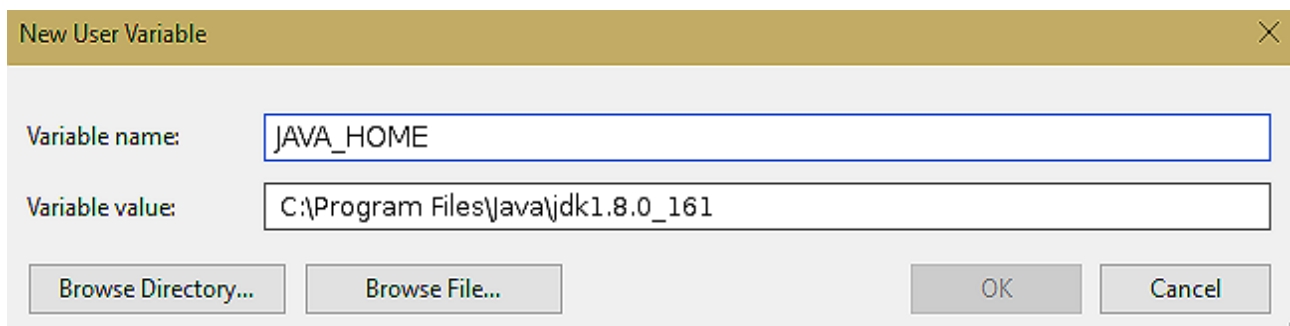 New User Variable
Variable name: JAVA_HOME
Variable value: C:\Program Files\Java\jdk1.8.0_161
Browse Directory... Browse File... OK Cancel